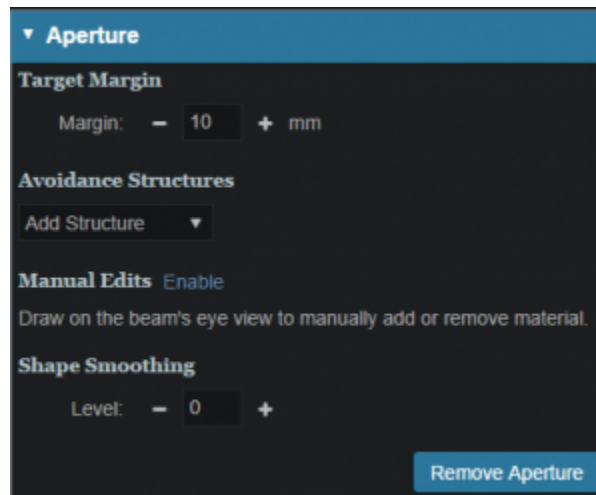 Aperture
Target Margin
Margin: − 10 + mm
Avoidance Structures
Add Structure
Manual Edits Enable
Draw on the beam's eye view to manually add or remove material.
Shape Smoothing
Level: − 0 +
Remove Aperture